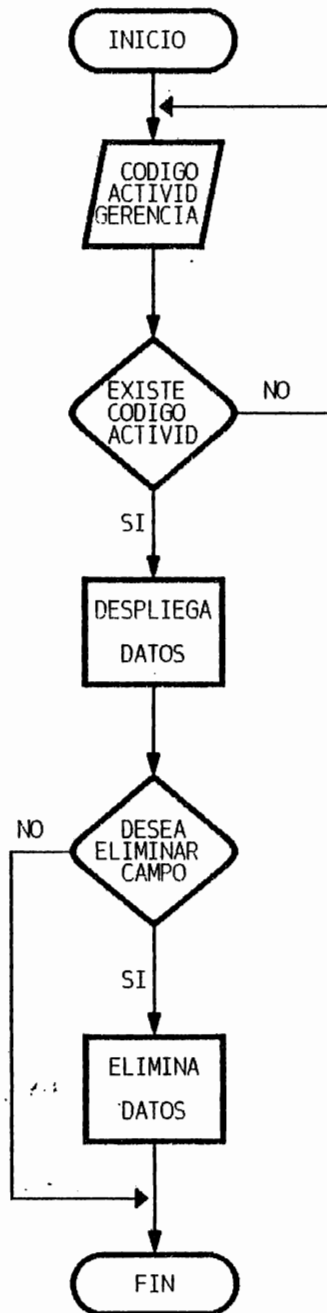 INICIO
CODIGO
ACTIVID
GERENCIA
EXISTE
CODIGO
ACTIVID
NO
SI
DESPLIEGA
DATOS
NO
DESEA
ELIMINAR
CAMPO
SI
ELIMINA
DATOS
FIN